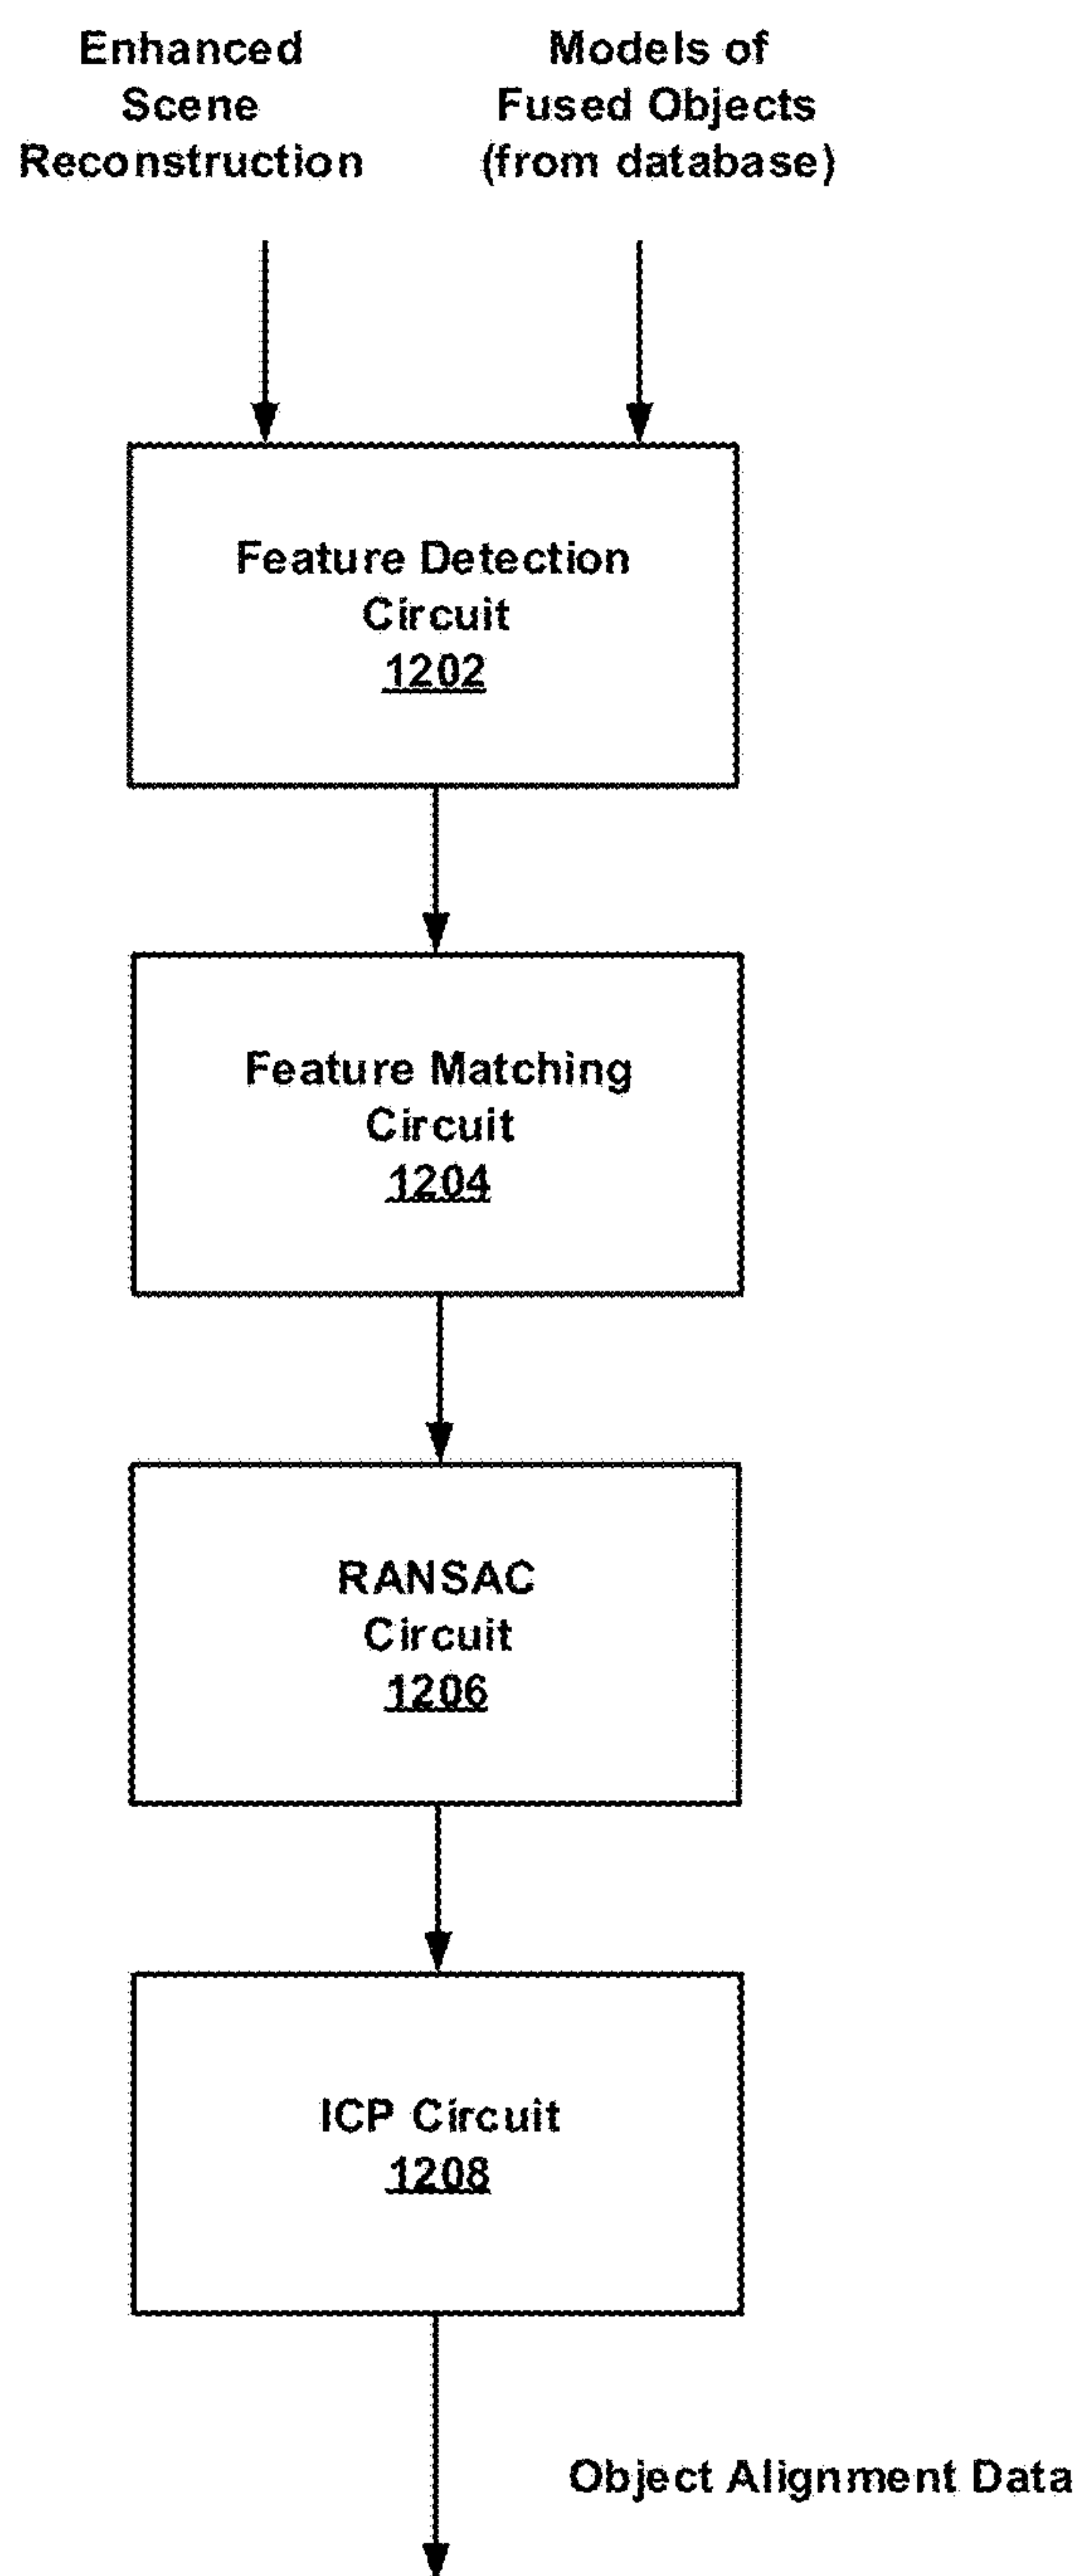 Enhanced
Scene
Reconstruction
Models of
Fused Objects
(from database)
Feature Detection
Circuit
1202
Feature Matching
Circuit
1204
RANSAC
Circuit
1206
ICP Circuit
1208
Object Alignment Data